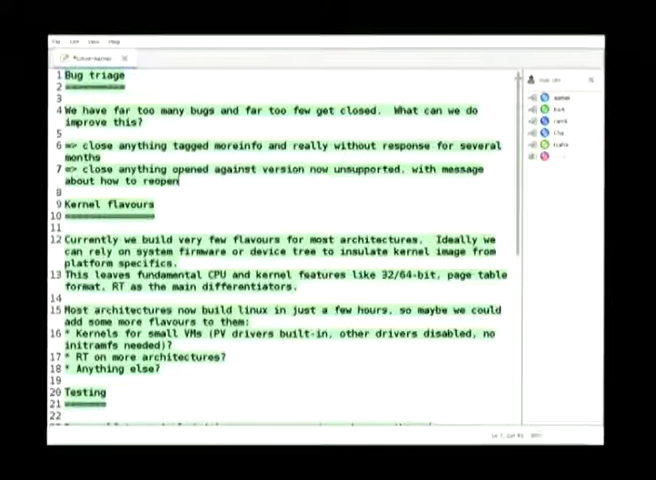 1 Bug triage
2 ==========
3
4 We have far too many bugs and far too few get closed.  What can we do
improve this?
5
6 => close anything tagged moreinfo and really without response for several
months
7 => close anything opened against version now unsupported, with message
about how to reopen
8
9 Kernel flavours
10 ===============
11
12 Currently we build very few flavours for most architectures.  Ideally we
can rely on system firmware or device tree to insulate kernel image from
platform specifics.
13 This leaves fundamental CPU and kernel features like 32/64-bit, page table
format, RT as the main differentiators.
14
15 Most architectures now build linux in just a few hours, so maybe we could
add some more flavours to them:
16 * Kernels for small VMs (PV drivers built-in, other drivers disabled, no
initramfs needed)?
17 * RT on more architectures?
18 * Anything else?
19
20 Testing
21 =======
22